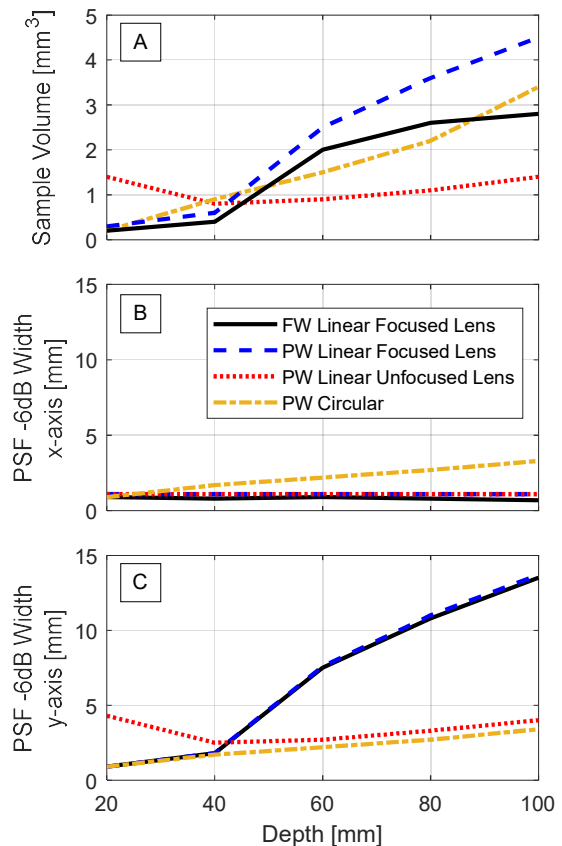 A
Sample Volume [mm³]
5
4
3
2
1
0
B
PSF -6dB Width
x-axis [mm]
15
10
5
0
FW Linear Focused Lens
PW Linear Focused Lens
PW Linear Unfocused Lens
PW Circular
C
PSF -6dB Width
y-axis [mm]
15
10
5
0
20 40 60 80 100
Depth [mm]